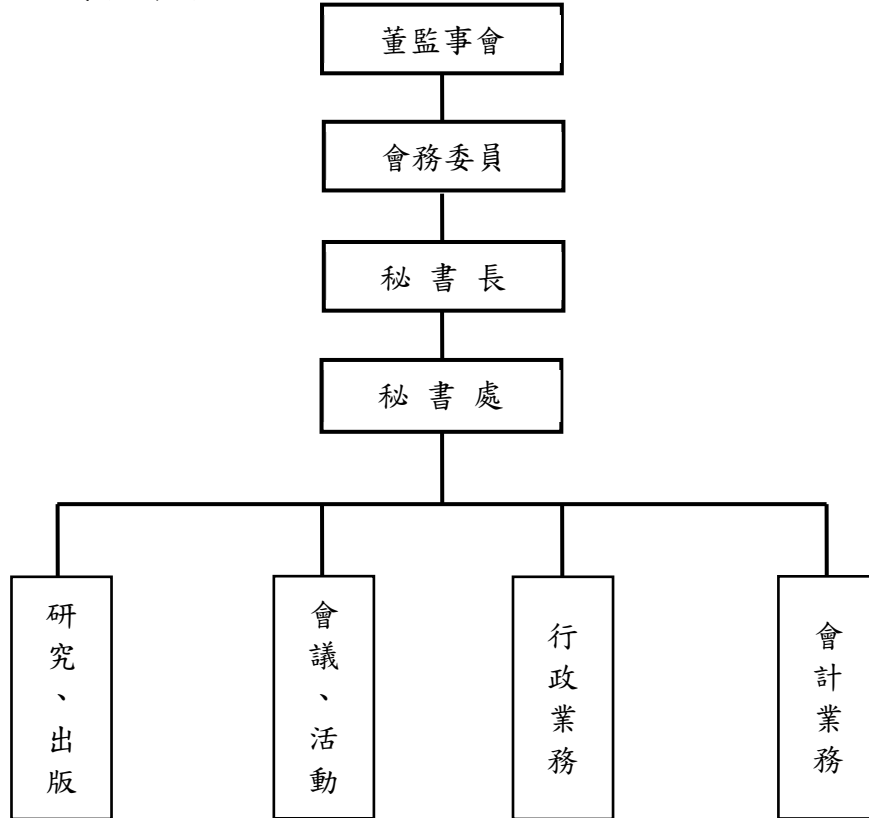 董監事會
會務委員
秘書長
秘書處
研究、出版
會議、活動
行政業務
會計業務